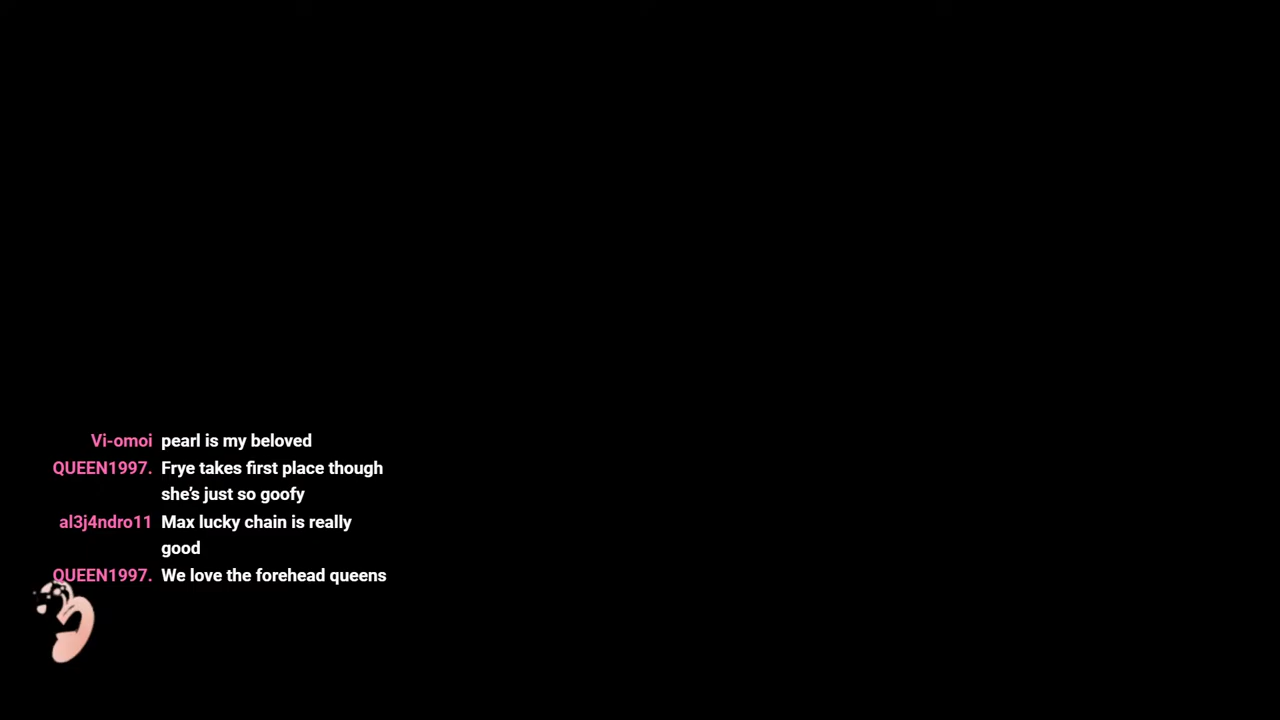 Vi-omoi pearl is my beloved
QUEEN1997. Frye takes first place though
she’s just so goofy
al3j4ndro11 Max lucky chain is really
good
QUEEN1997. We love the forehead queens